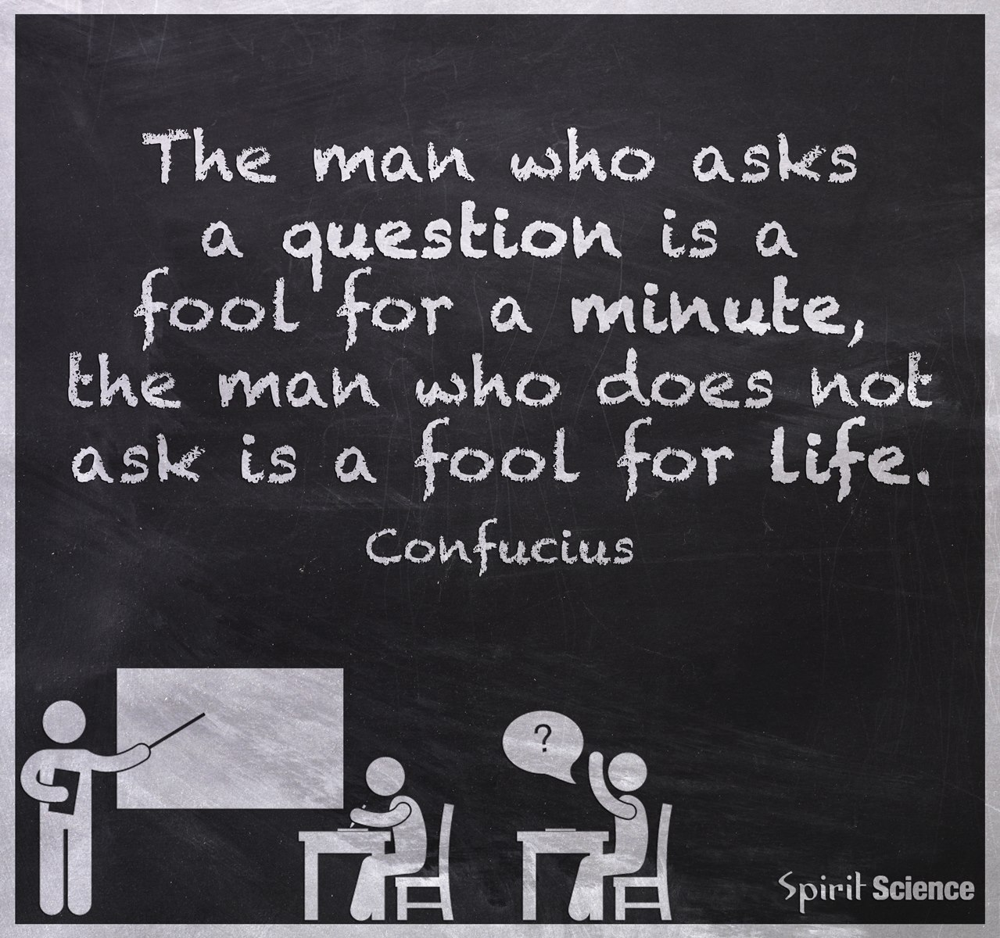 The man who asks
a question is a
fool for a minute,
the man who does not
ask is a fool for life.
Confucius
?
Spirit Science